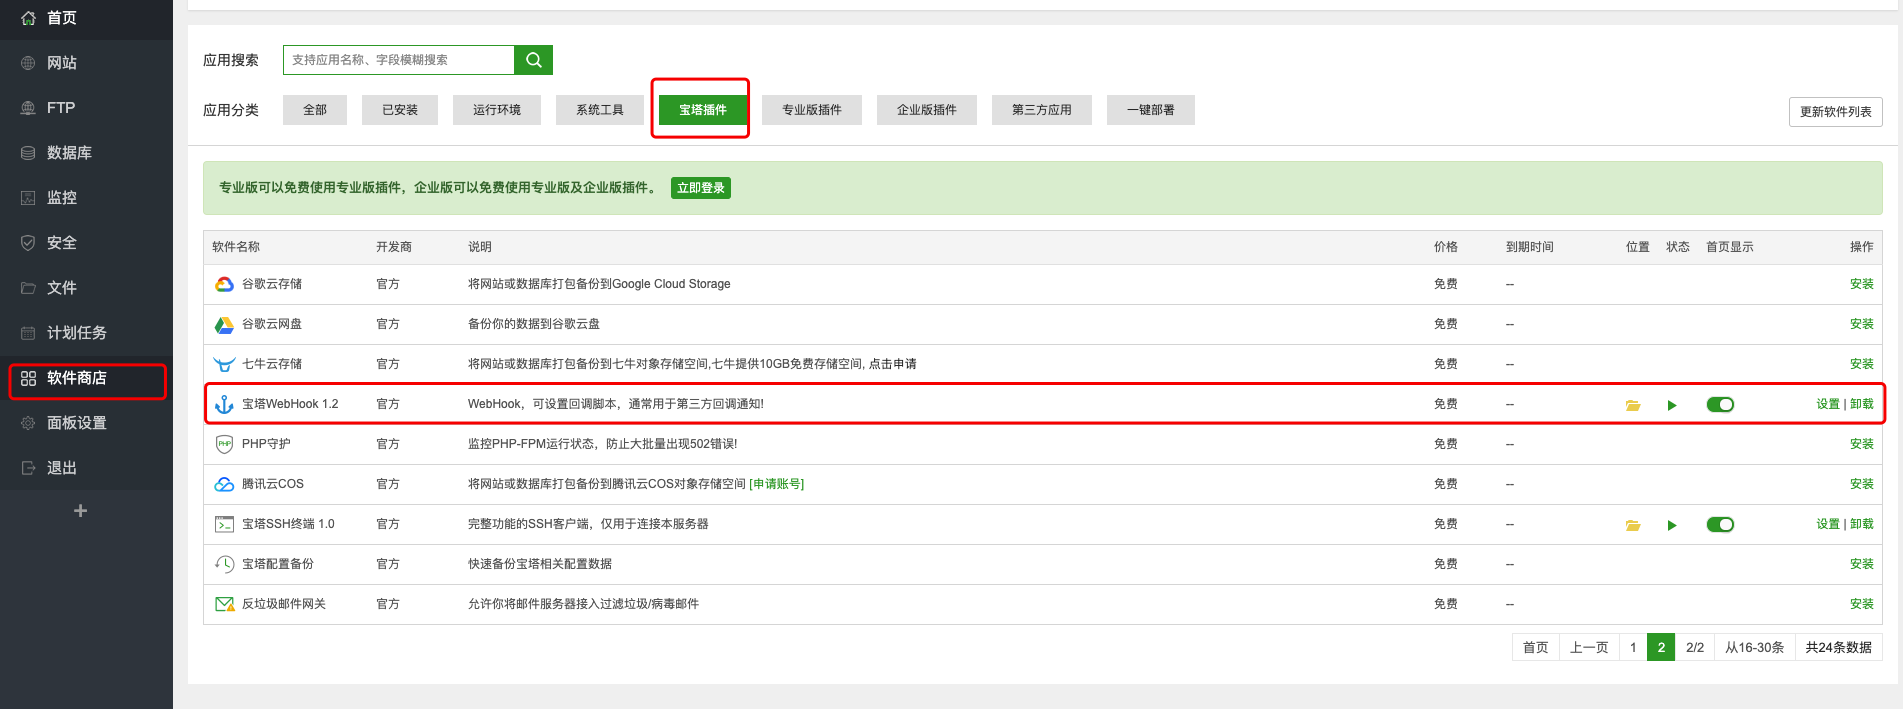 首页
网站
FTP
数据库
监控
安全
文件
计划任务
软件商店
面板设置
退出
应用搜索 支持应用名称、字段模糊搜索
应用分类 全部 已安装 运行环境 系统工具 宝塔插件 专业版插件 企业版插件 第三方应用 一键部署 更新软件列表
专业版可以免费使用专业版插件，企业版可以免费使用专业版及企业版插件。 立即登录
软件名称 开发商 说明 价格 到期时间 位置 状态 首页显示 操作
谷歌云存储 官方 将网站或数据库打包备份到Google Cloud Storage 免费 -- 安装
谷歌云网盘 官方 备份你的数据到谷歌云盘 免费 -- 安装
七牛云存储 官方 将网站或数据库打包备份到七牛对象存储空间,七牛提供10GB免费存储空间, 点击申请 免费 -- 安装
宝塔WebHook 1.2 官方 WebHook，可设置回调脚本，通常用于第三方回调通知! 免费 -- 设置 | 卸载
PHP PHP守护 官方 监控PHP-FPM运行状态，防止大批量出现502错误! 免费 -- 安装
腾讯云COS 官方 将网站或数据库打包备份到腾讯云COS对象存储空间 [申请账号] 免费 -- 安装
宝塔SSH终端 1.0 官方 完整功能的SSH客户端，仅用于连接本服务器 免费 -- 设置 | 卸载
宝塔配置备份 官方 快速备份宝塔相关配置数据 免费 -- 安装
反垃圾邮件网关 官方 允许你将邮件服务器接入过滤垃圾/病毒邮件 免费 -- 安装
首页 上一页 1 2 2/2 从16-30条 共24条数据